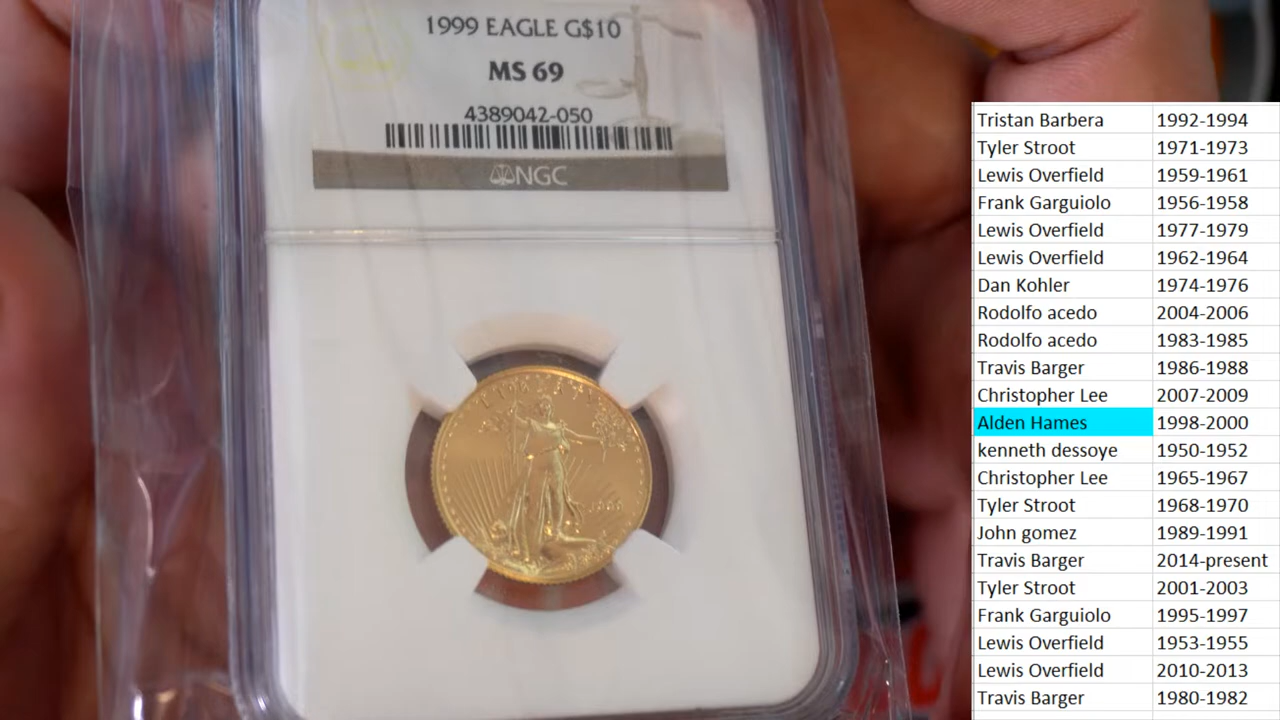 1999 EAGLE G$10
MS 69
4389042-050
NGC
Tristan Barbera 1992-1994
Tyler Stroot 1971-1973
Lewis Overfield 1959-1961
Frank Garguiolo 1956-1958
Lewis Overfield 1977-1979
Lewis Overfield 1962-1964
Dan Kohler 1974-1976
Rodolfo acedo 2004-2006
Rodolfo acedo 1983-1985
Travis Barger 1986-1988
Christopher Lee 2007-2009
Alden Hames 1998-2000
kenneth dessoye 1950-1952
Christopher Lee 1965-1967
Tyler Stroot 1968-1970
John gomez 1989-1991
Travis Barger 2014-present
Tyler Stroot 2001-2003
Frank Garguiolo 1995-1997
Lewis Overfield 1953-1955
Lewis Overfield 2010-2013
Travis Barger 1980-1982